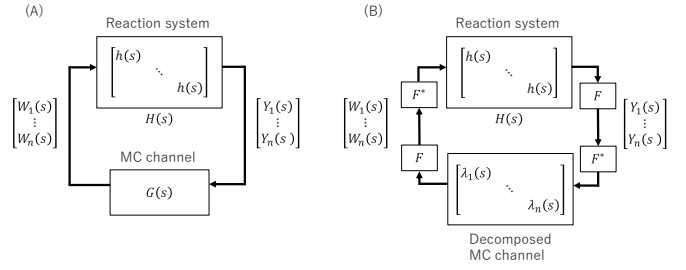 (A)
Reaction system
h(s)
⋱
h(s)
H(s)
W₁(s)
⋮
Wₙ(s)
Y₁(s)
⋮
Yₙ(s)
MC channel
G(s)
(B)
Reaction system
h(s)
⋱
h(s)
H(s)
F*
F
W₁(s)
⋮
Wₙ(s)
F
F*
Y₁(s)
⋮
Yₙ(s )
λ₁(s)
⋱
λₙ(s)
Decomposed
MC channel